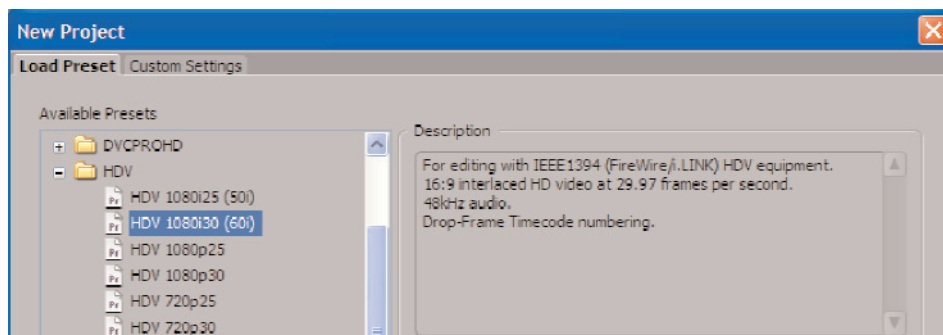 New Project
Load Preset Custom Settings
Available Presets
DVCPROHD
HDV
HDV 1080i25 (50i)
HDV 1080i30 (60i)
HDV 1080p25
HDV 1080p30
HDV 720p25
HDV 720p30
Description
For editing with IEEE1394 (FireWire/i.LINK) HDV equipment.
16:9 interlaced HD video at 29.97 frames per second.
48kHz audio.
Drop-Frame Timecode numbering.